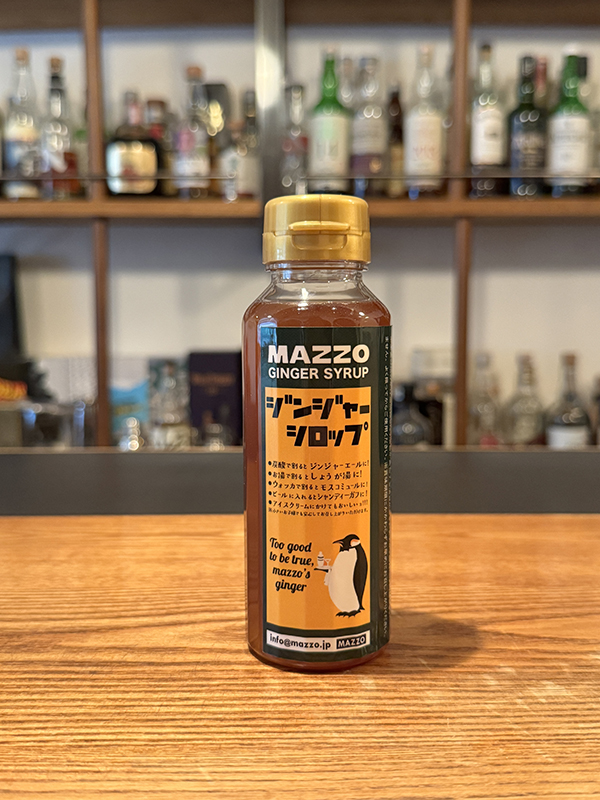 MAZZO
GINGER SYRUP
ジンジャー
シロップ
●炭酸で割るとジンジャーエールに!
●お湯で割るとしょうが湯に!
●ウォッカで割るとモスコミュールに!
●ビールに入れるとシャンディーガフに?
●アイスクリームにかけてもおいしい!!!
Too good
to be true,
mazzo's
ginger
info@mazzo.jp MAZZO